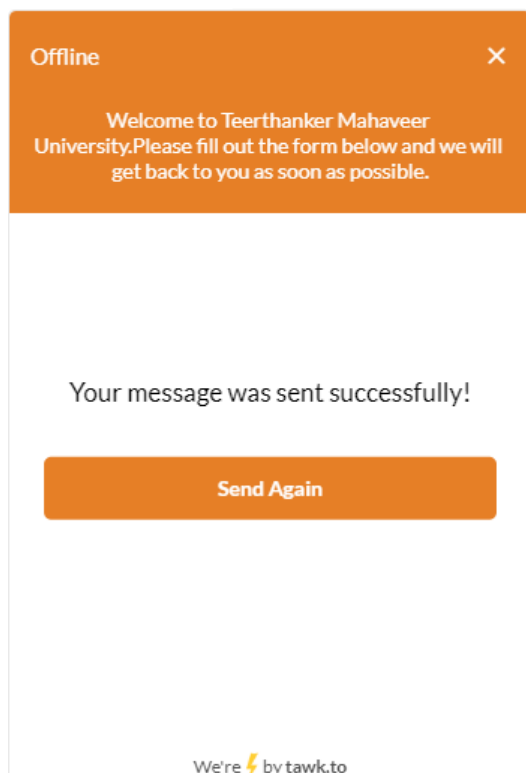 Offline
Welcome to Teerthanker Mahaveer
University.Please fill out the form below and we will
get back to you as soon as possible.
Your message was sent successfully!
Send Again
We're by tawk.to